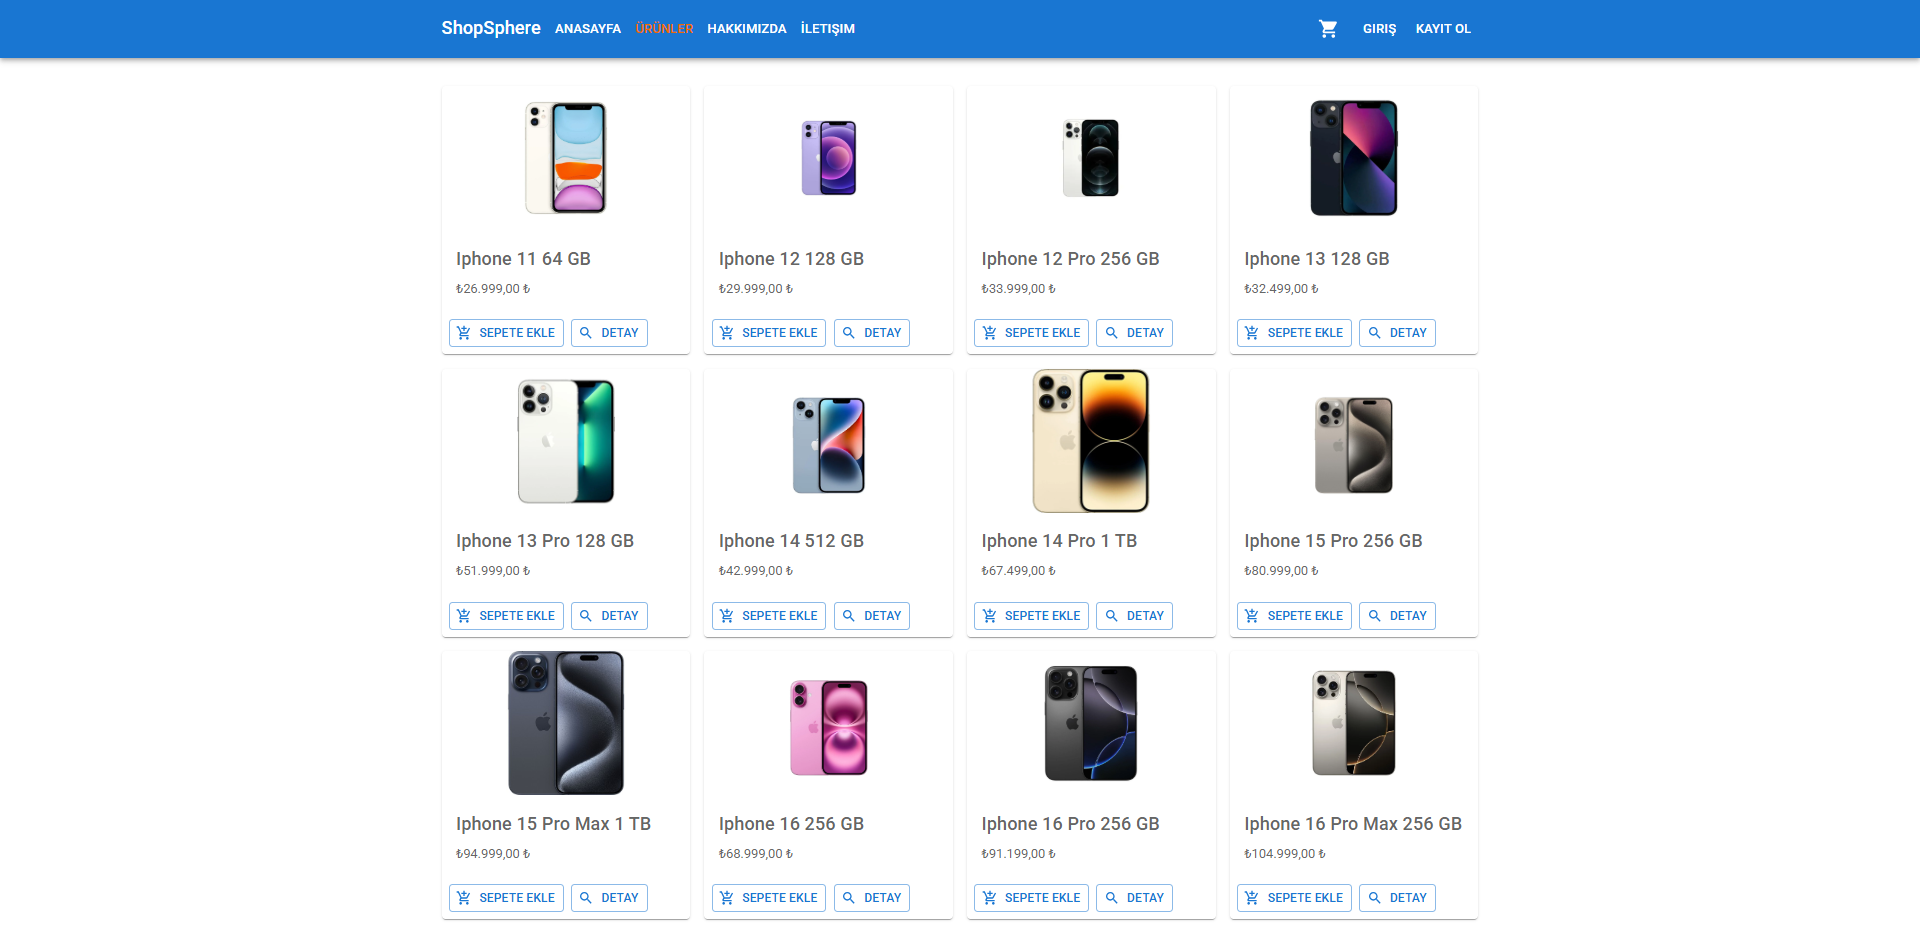 ShopSphere ANASAYFA ÜRÜNLER HAKKIMIZDA İLETIŞIM GIRIŞ KAYIT OL
Iphone 11 64 GB
₺26.999,00 ₺
SEPETE EKLE DETAY
Iphone 12 128 GB
₺29.999,00 ₺
SEPETE EKLE DETAY
Iphone 12 Pro 256 GB
₺33.999,00 ₺
SEPETE EKLE DETAY
Iphone 13 128 GB
₺32.499,00 ₺
SEPETE EKLE DETAY
Iphone 13 Pro 128 GB
₺51.999,00 ₺
SEPETE EKLE DETAY
Iphone 14 512 GB
₺42.999,00 ₺
SEPETE EKLE DETAY
Iphone 14 Pro 1 TB
₺67.499,00 ₺
SEPETE EKLE DETAY
Iphone 15 Pro 256 GB
₺80.999,00 ₺
SEPETE EKLE DETAY
Iphone 15 Pro Max 1 TB
₺94.999,00 ₺
SEPETE EKLE DETAY
Iphone 16 256 GB
₺68.999,00 ₺
SEPETE EKLE DETAY
Iphone 16 Pro 256 GB
₺91.199,00 ₺
SEPETE EKLE DETAY
Iphone 16 Pro Max 256 GB
₺104.999,00 ₺
SEPETE EKLE DETAY